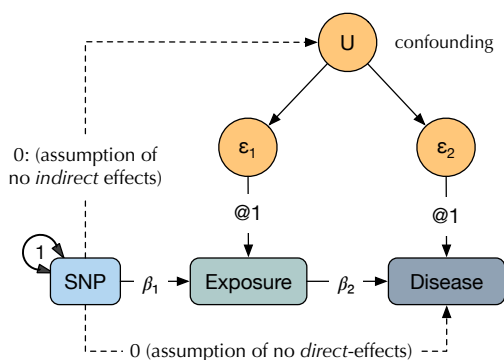 U
confounding
ε1
ε2
0: (assumption of
no indirect effects)
@1
@1
1
SNP
β1
Exposure
β2
Disease
0 (assumption of no direct-effects)